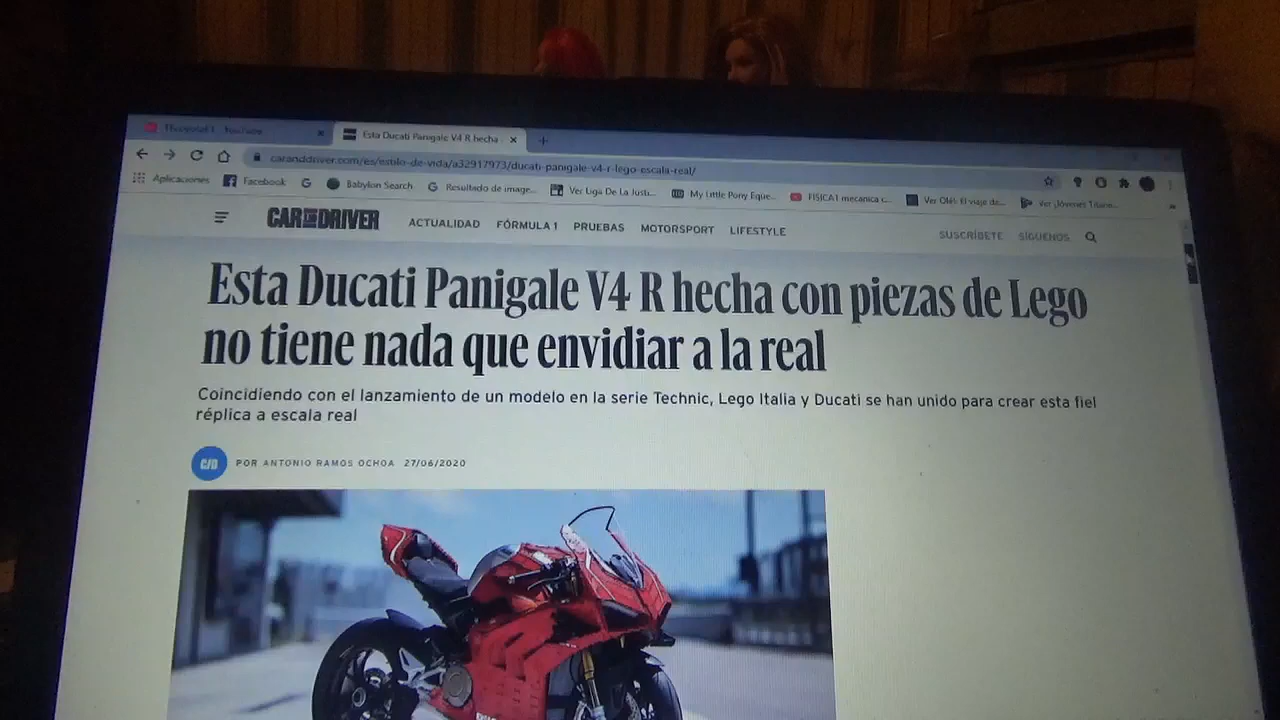 Esta Ducati Panigale V4 R hecha
caranddriver.com/es/estilo-de-vida/a32917973/ducati-panigale-v4-r-lego-escala-real/
Aplicaciones Facebook Babylon Search Resultado de image... Ver Liga De La Justi... My Little Pony Eque... FISICA1 mecanica c... Ver Olé!: El viaje de... Ver ¡Jóvenes Titane...
CAR AND DRIVER ACTUALIDAD FÓRMULA 1 PRUEBAS MOTORSPORT LIFESTYLE SUSCRÍBETE SÍGUENOS
Esta Ducati Panigale V4 R hecha con piezas de Lego
no tiene nada que envidiar a la real
Coincidiendo con el lanzamiento de un modelo en la serie Technic, Lego Italia y Ducati se han unido para crear esta fiel
réplica a escala real
C/D POR ANTONIO RAMOS OCHOA 27/06/2020